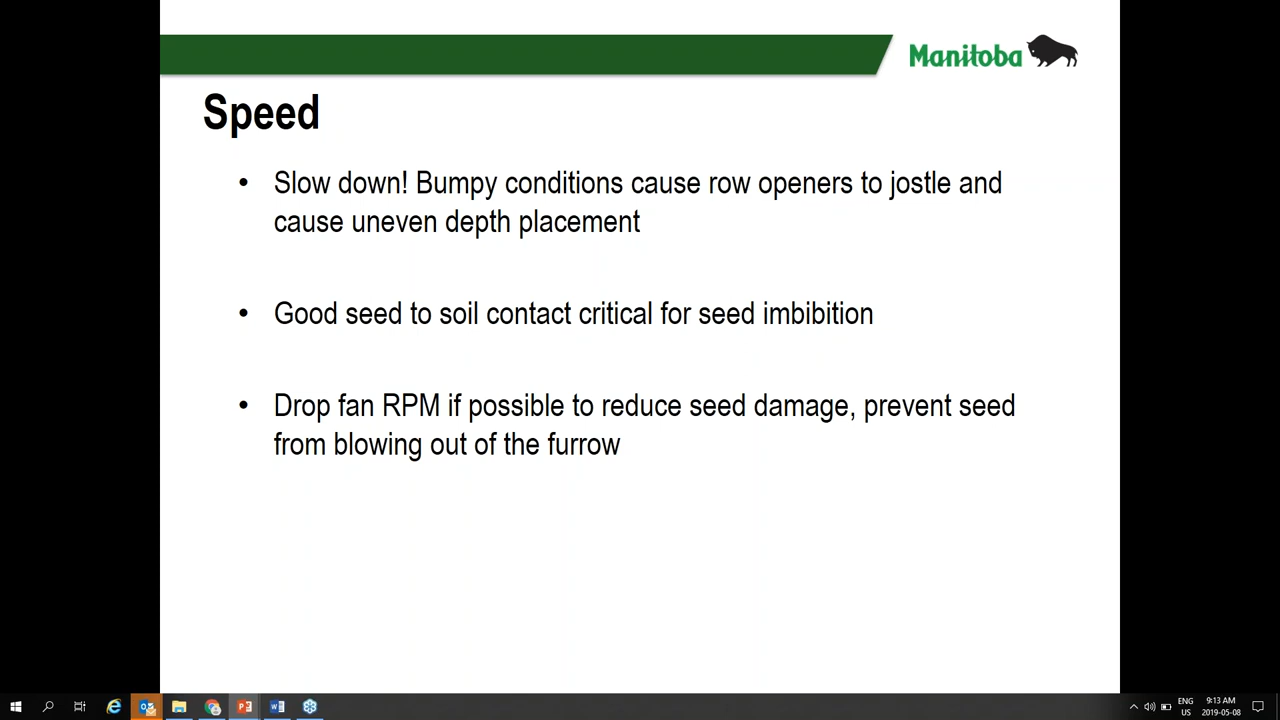 Manitoba
Speed
• Slow down! Bumpy conditions cause row openers to jostle and
cause uneven depth placement
• Good seed to soil contact critical for seed imbibition
• Drop fan RPM if possible to reduce seed damage, prevent seed
from blowing out of the furrow
ENG
US
9:13 AM
2019-05-08